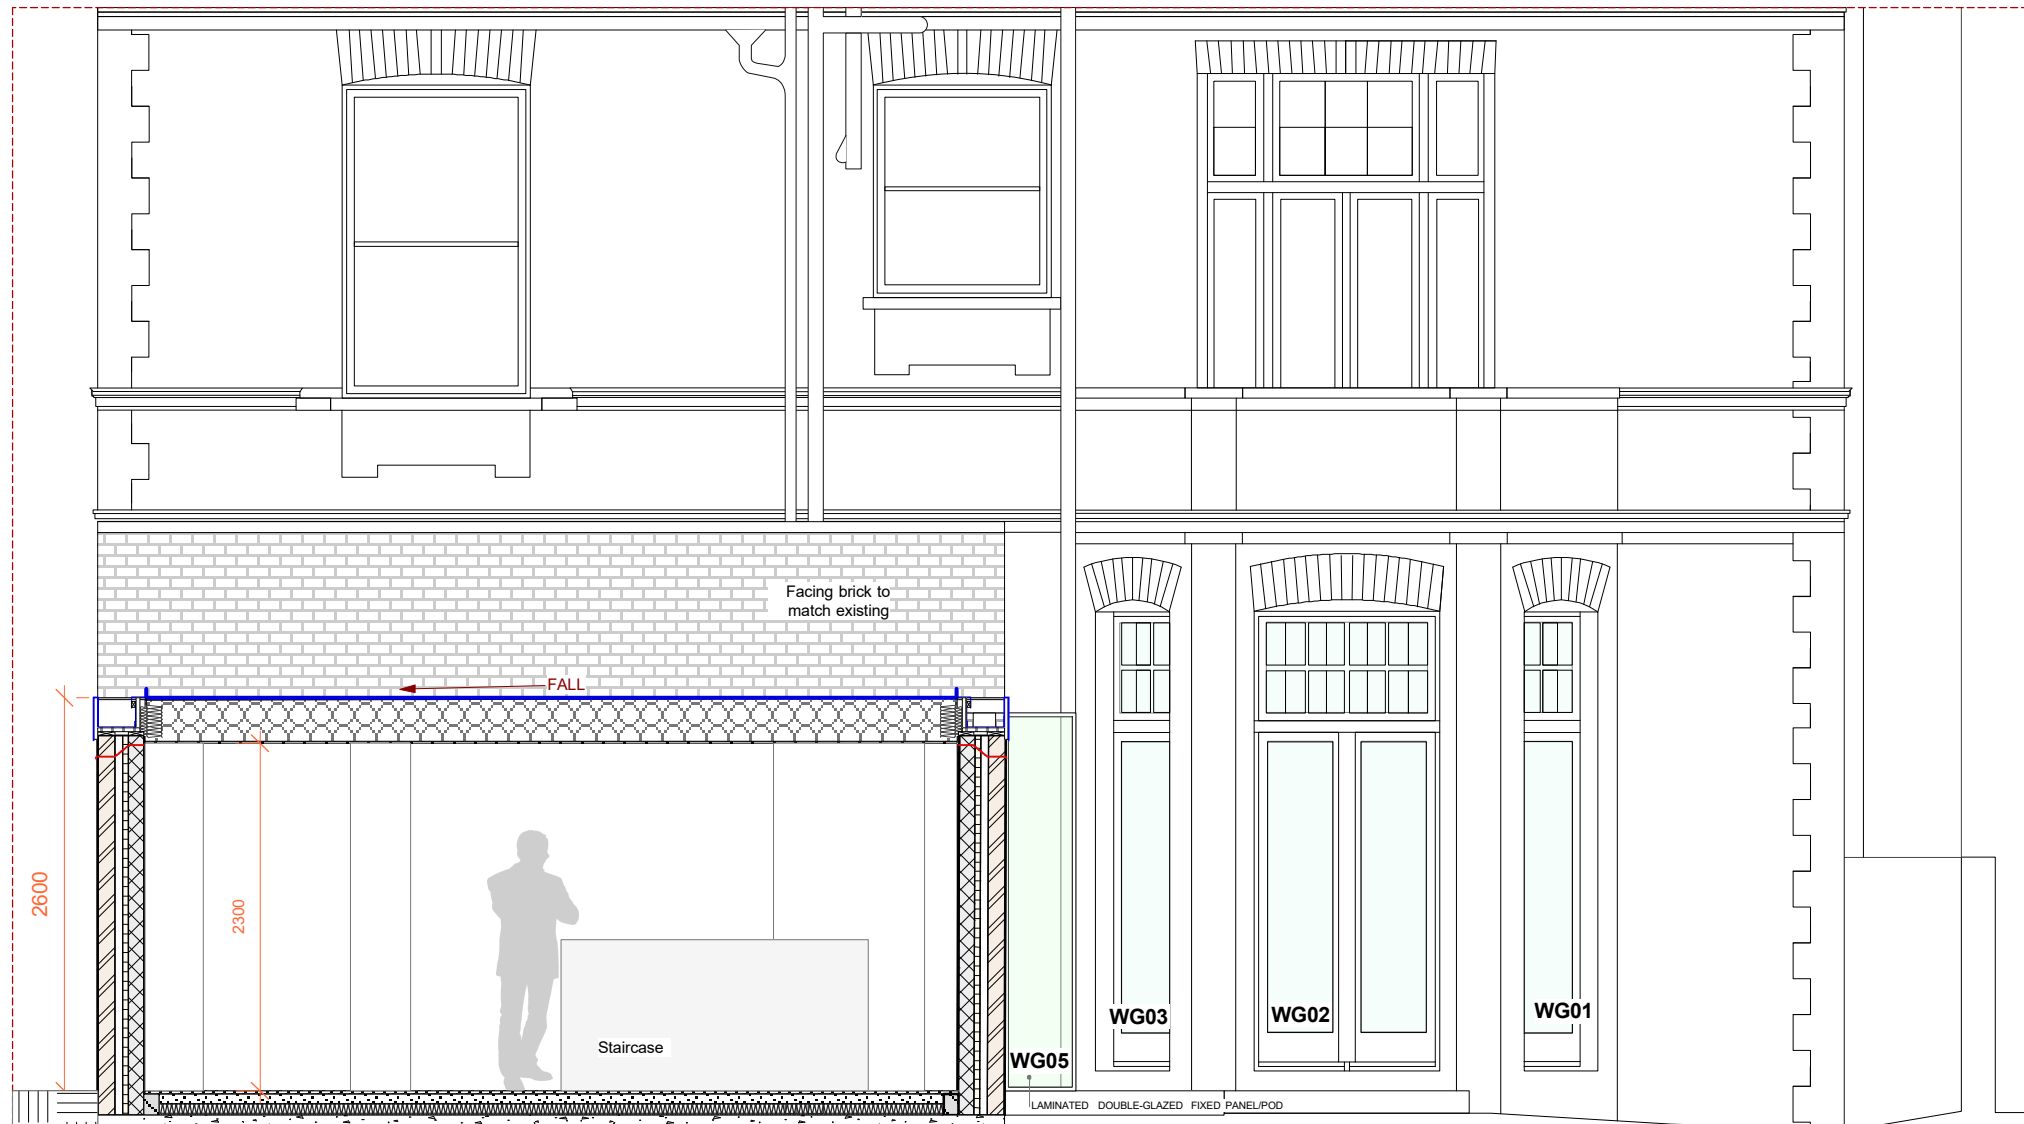 Facing brick to
match existing
FALL
2600
2300
Staircase
WG05
WG03
WG02
WG01
LAMINATED DOUBLE-GLAZED FIXED PANEL/POD